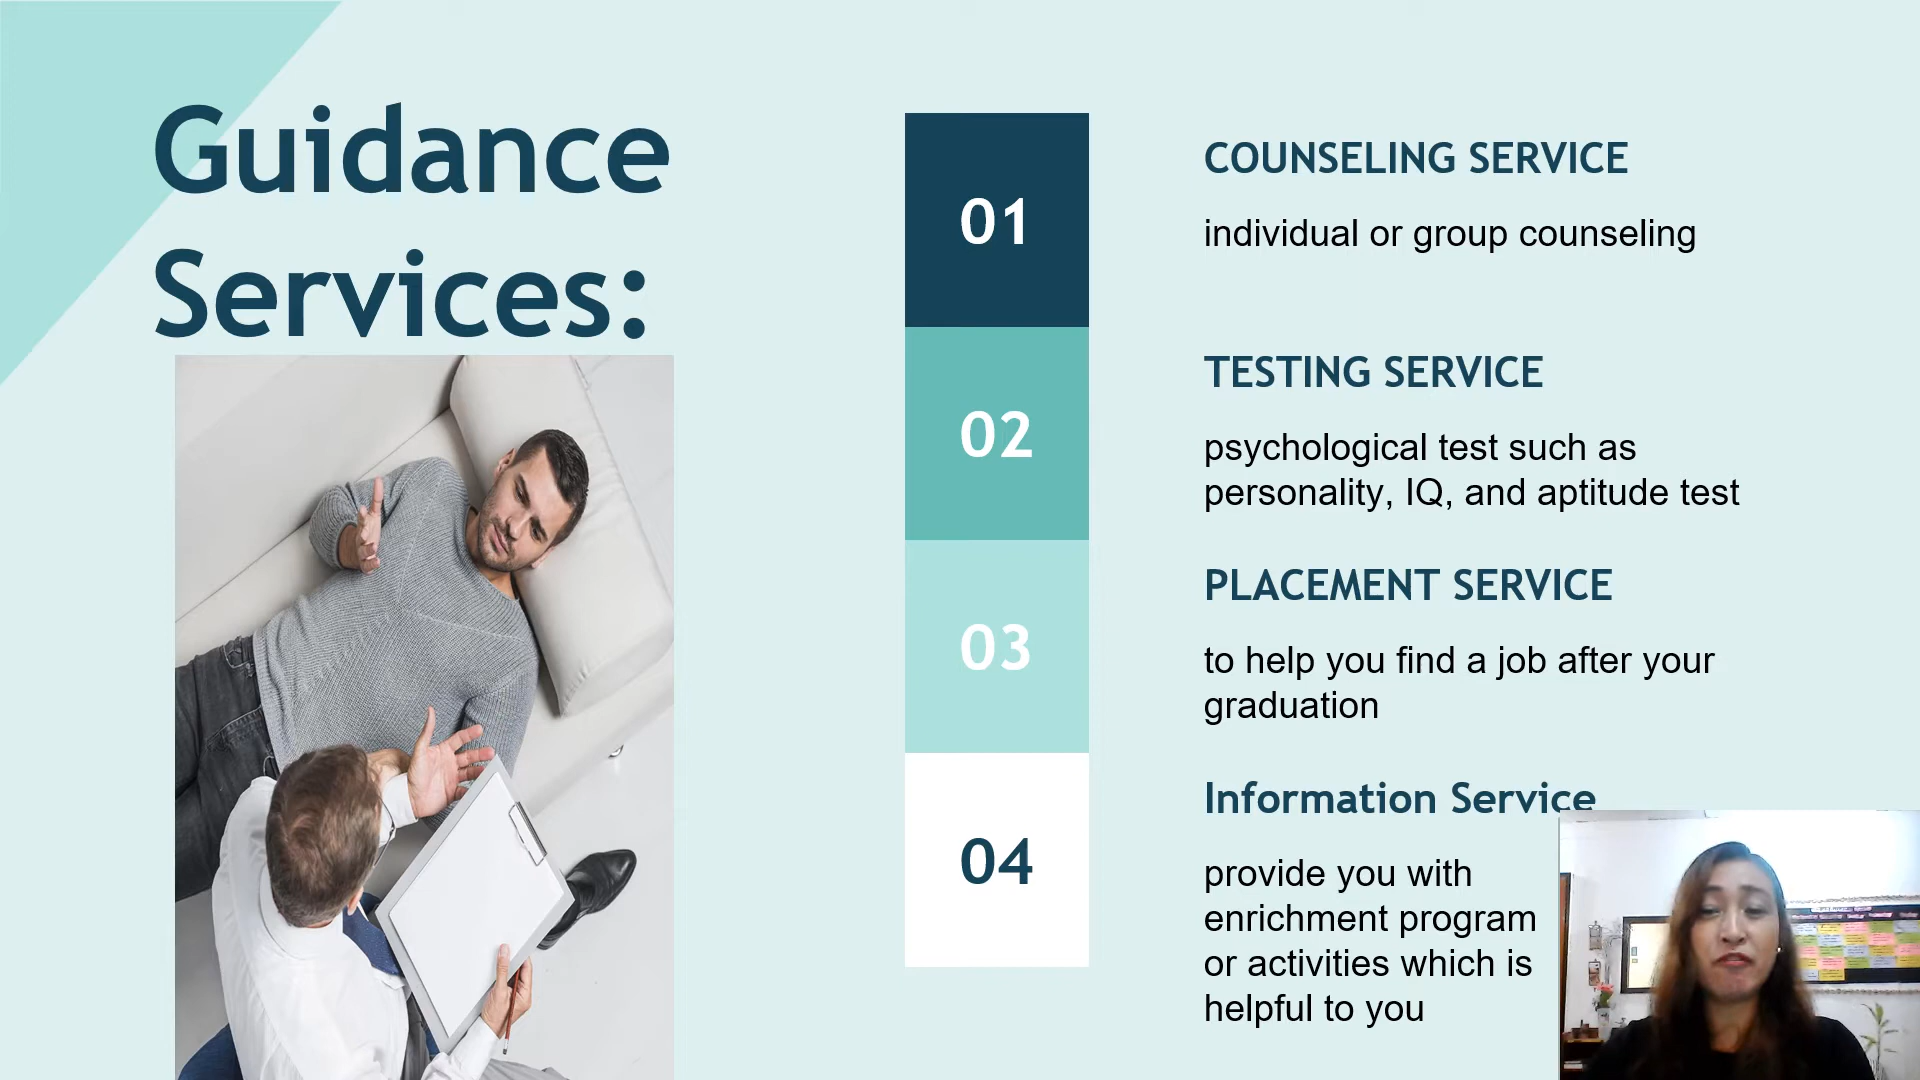 Guidance
Services:
01
COUNSELING SERVICE
individual or group counseling
02
TESTING SERVICE
psychological test such as
personality, IQ, and aptitude test
03
PLACEMENT SERVICE
to help you find a job after your
graduation
04
Information Service
provide you with
enrichment program
or activities which is
helpful to you